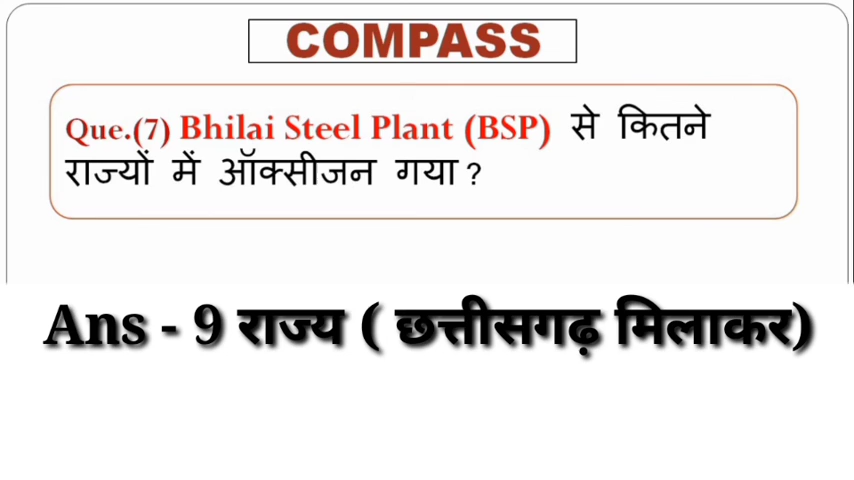 COMPASS
Que.(7) Bhilai Steel Plant (BSP) से कितने
राज्यों में ऑक्सीजन गया ?
Ans - 9 राज्य ( छत्तीसगढ़ मिलाकर)